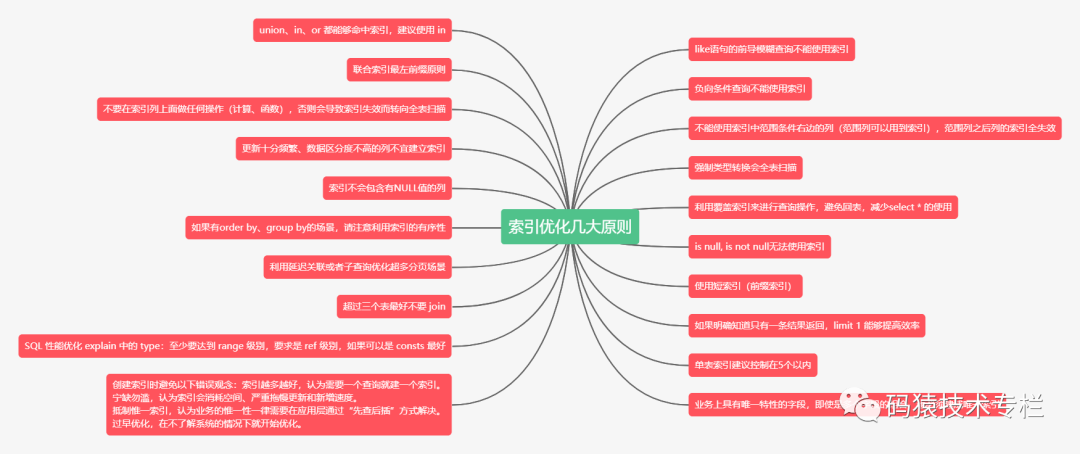 union、in、or 都能够命中索引，建议使用 in
联合索引最左前缀原则
不要在索引列上面做任何操作（计算、函数），否则会导致索引失效而转向全表扫描
更新十分频繁、数据区分度不高的列不宜建立索引
索引不会包含有NULL值的列
如果有order by、group by的场景，请注意利用索引的有序性
利用延迟关联或者子查询优化超多分页场景
超过三个表最好不要 join
SQL 性能优化 explain 中的 type：至少要达到 range 级别，要求是 ref 级别，如果可以是 consts 最好
创建索引时避免以下错误观念：索引越多越好，认为需要一个查询就建一个索引。
宁缺勿滥，认为索引会消耗空间、严重拖慢更新和新增速度。
抵制惟一索引，认为业务的惟一性一律需要在应用层通过“先查后插”方式解决。
过早优化，在不了解系统的情况下就开始优化。
索引优化几大原则
like语句的前导模糊查询不能使用索引
负向条件查询不能使用索引
不能使用索引中范围条件右边的列（范围列可以用到索引），范围列之后列的索引全失效
强制类型转换会全表扫描
利用覆盖索引来进行查询操作，避免回表，减少select * 的使用
is null, is not null无法使用索引
使用短索引（前缀索引）
如果明确知道只有一条结果返回，limit 1 能够提高效率
单表索引建议控制在5个以内
业务上具有唯一特性的字段，即使是
码猿技术专栏